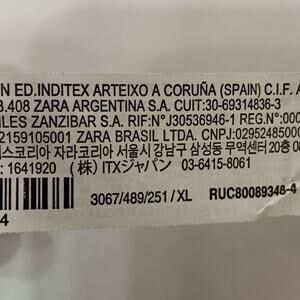 ED.INDITEX ARTEIXO A CORUÑA (SPAIN) C.I.F. A
.408 ZARA ARGENTINA S.A. CUIT:30-69314836-3
ILES ZANZIBAR S.A. RIF:N°J30536946-1 REG.N°:000
2159105001 ZARA BRASIL LTDA. CNPJ:02952485000
스코리아 자라코리아 서울시 강남구 삼성동 무역센터 20층 08
: 1641920 (株) ITXジャパン 03-6415-8061
4
3067/489/251/XL RUC80089348-4